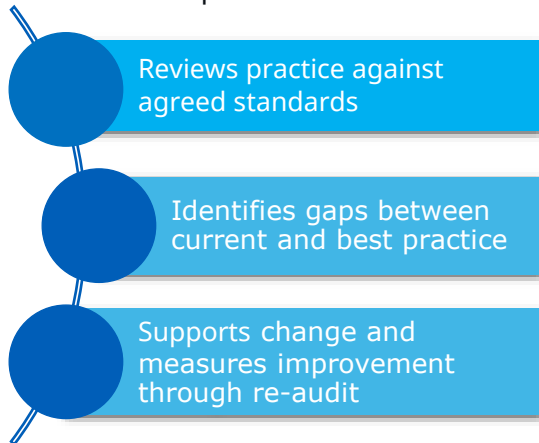 Reviews practice against
agreed standards
Identifies gaps between
current and best practice
Supports change and
measures improvement
through re-audit